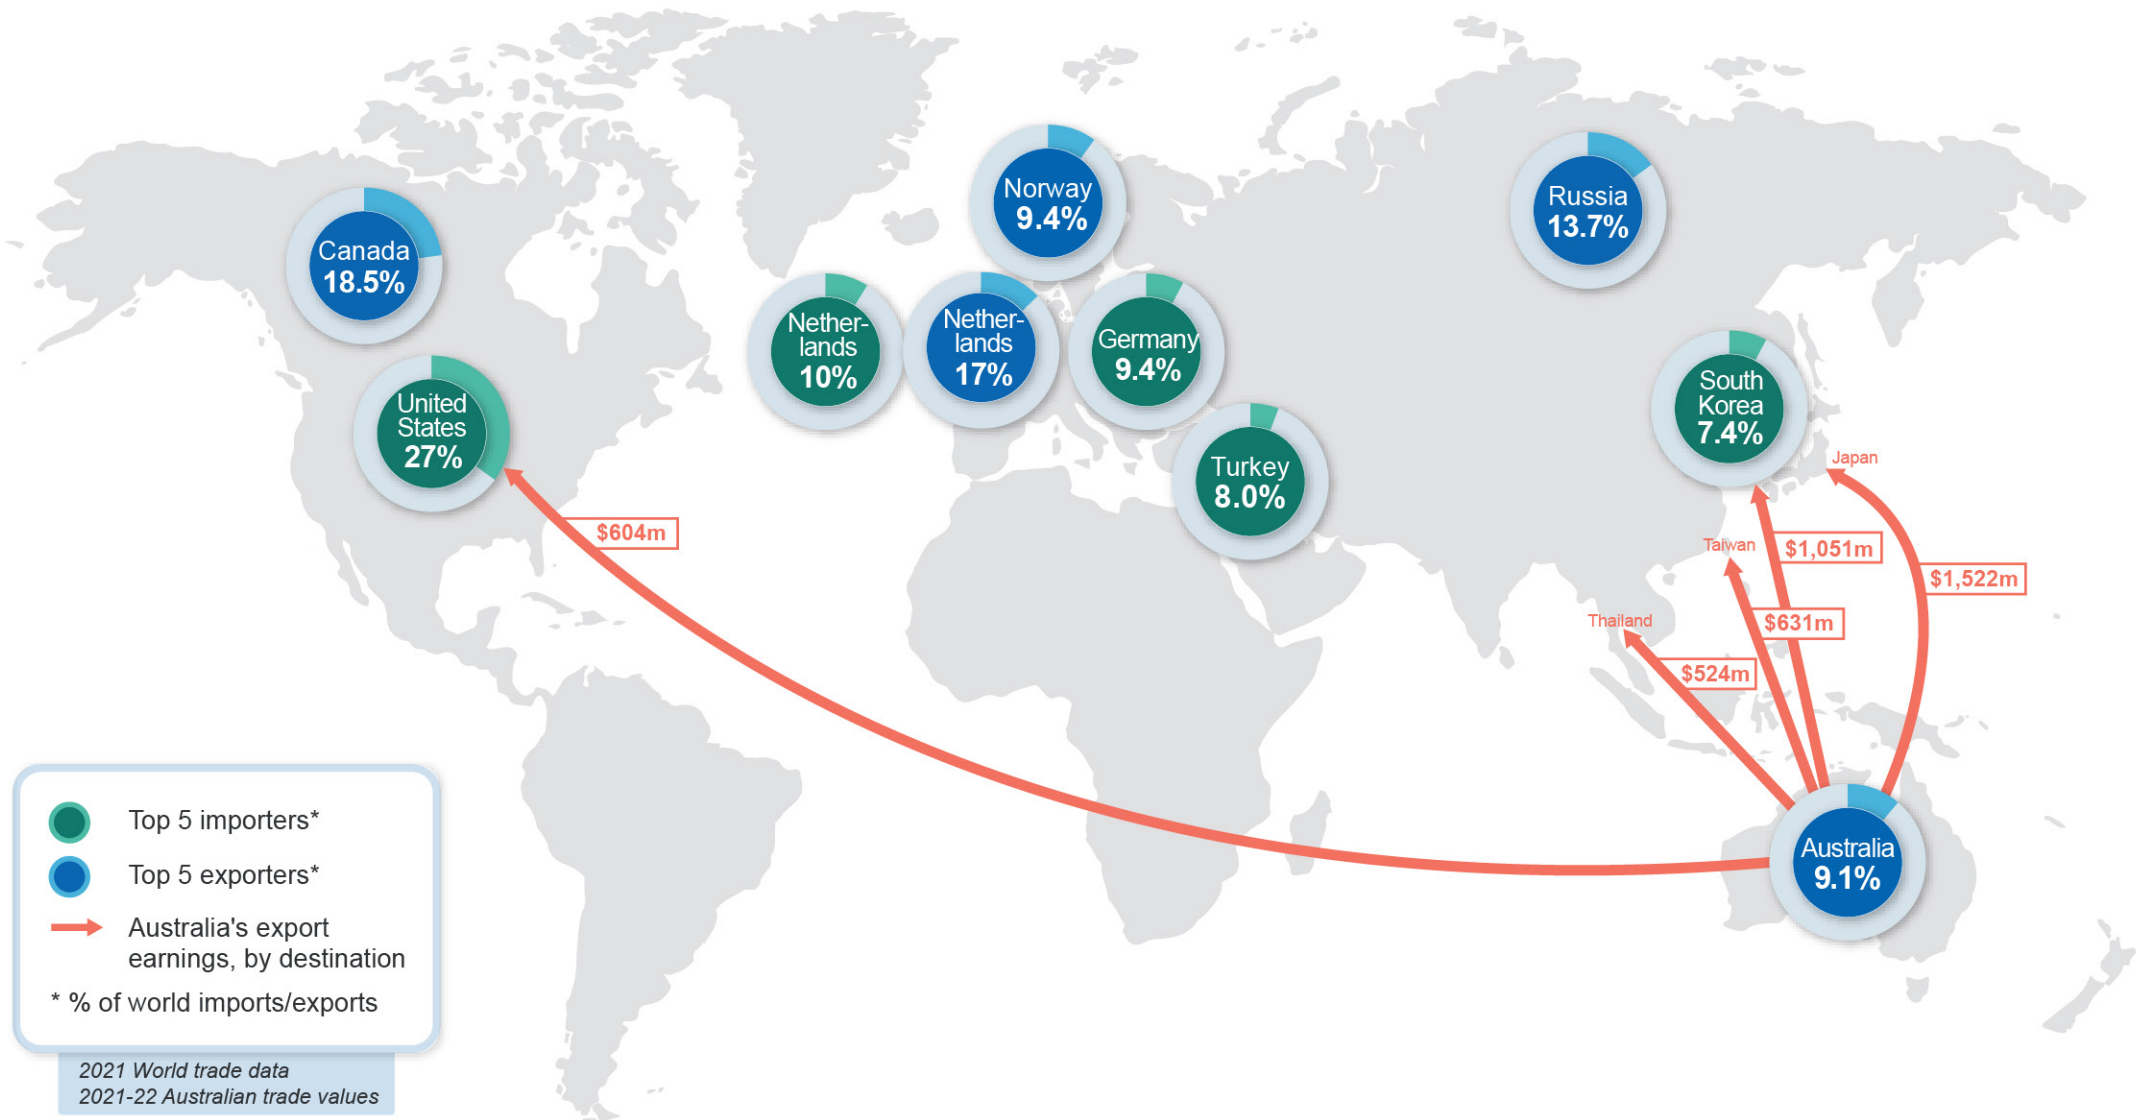 Norway
9.4%
Russia
13.7%
Canada
18.5%
Nether-
lands
10%
Nether-
lands
17%
Germany
9.4%
United
States
27%
South
Korea
7.4%
Turkey
8.0%
Japan
$604m
Taiwan
$1,051m
$1,522m
Thailand
$631m
$524m
Australia
9.1%
Top 5 importers*
Top 5 exporters*
Australia's export
earnings, by destination
* % of world imports/exports
2021 World trade data
2021-22 Australian trade values